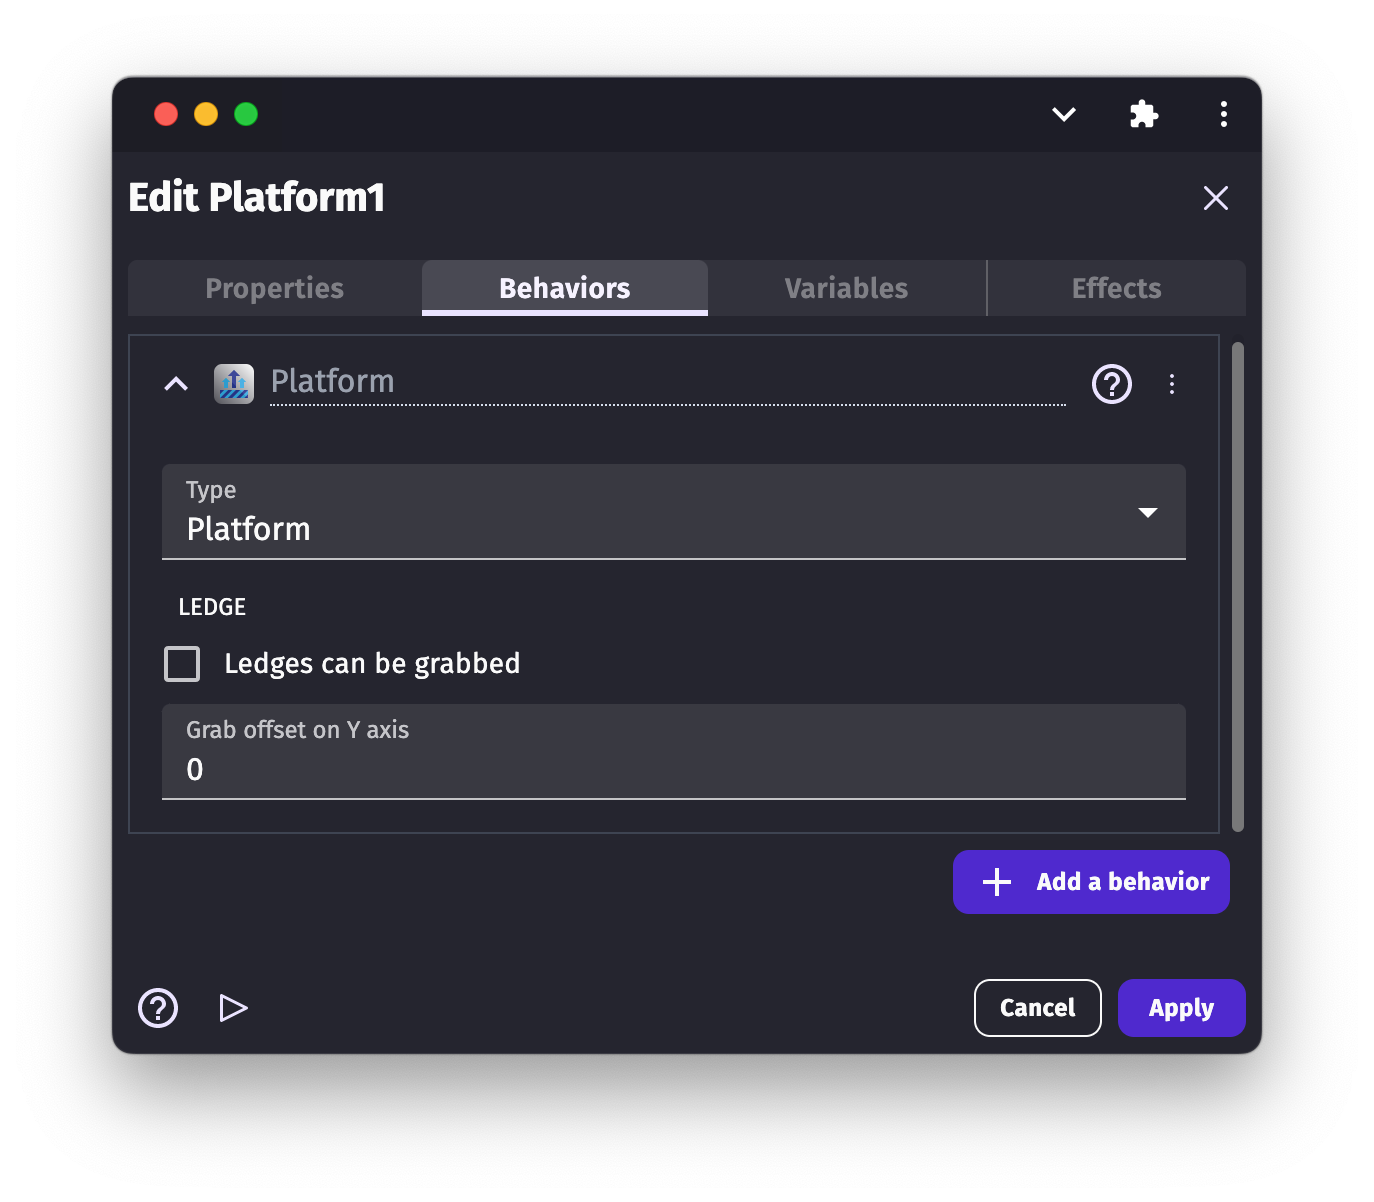 Edit Platform1
Properties Behaviors Variables Effects
Platform
Type
Platform
LEDGE
Ledges can be grabbed
Grab offset on Y axis
0
Add a behavior
Cancel Apply